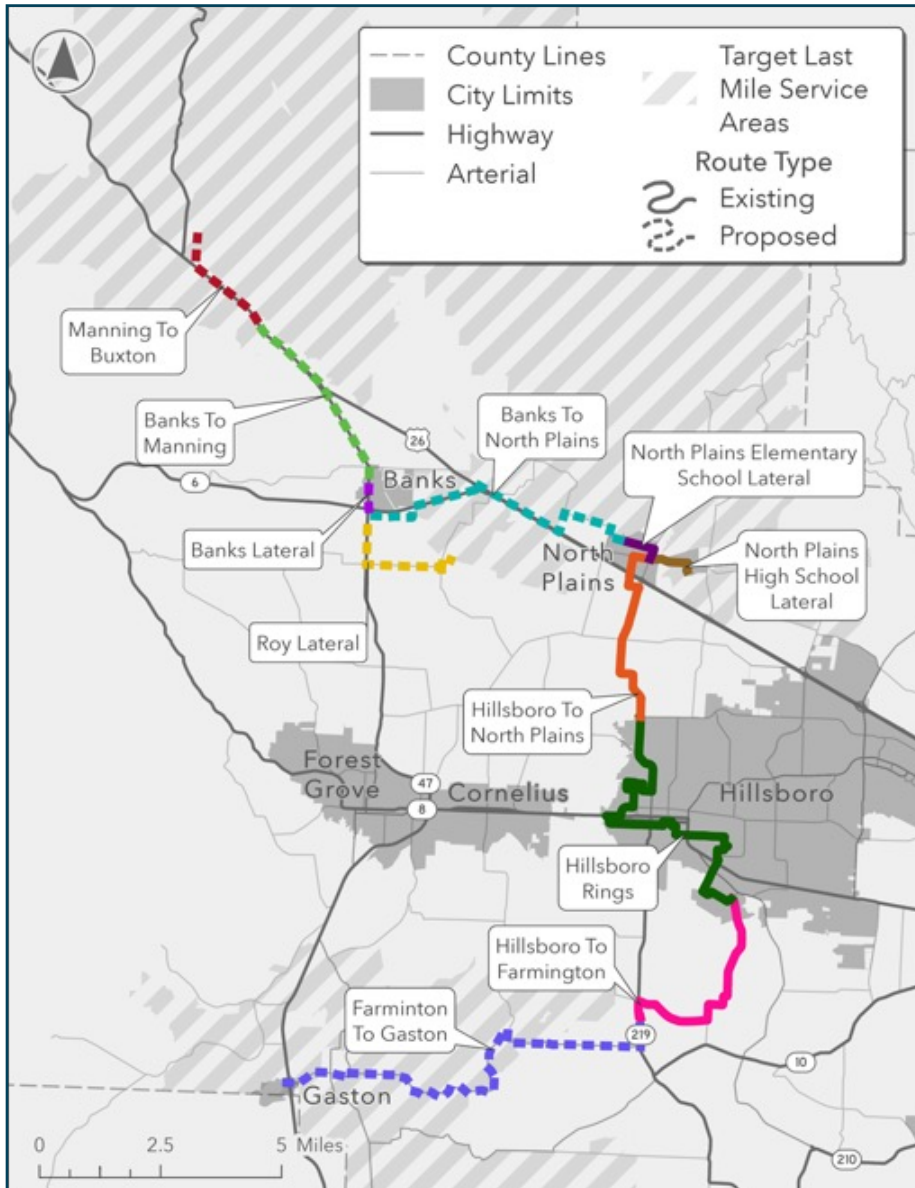 County Lines
City Limits
Highway
Arterial
Target Last
Mile Service
Areas
Route Type
Existing
Proposed
Manning To
Buxton
Banks To
Manning
26
Banks To
North Plains
North Plains Elementary
School Lateral
6
Banks
Banks Lateral
North
Plains
North Plains
High School
Lateral
Roy Lateral
Hillsboro To
North Plains
Forest
Grove
47
8
Cornelius
Hillsboro
Hillsboro
Rings
Hillsboro To
Farmington
Farminton
To Gaston
219
10
Gaston
210
0 2.5 5 Miles